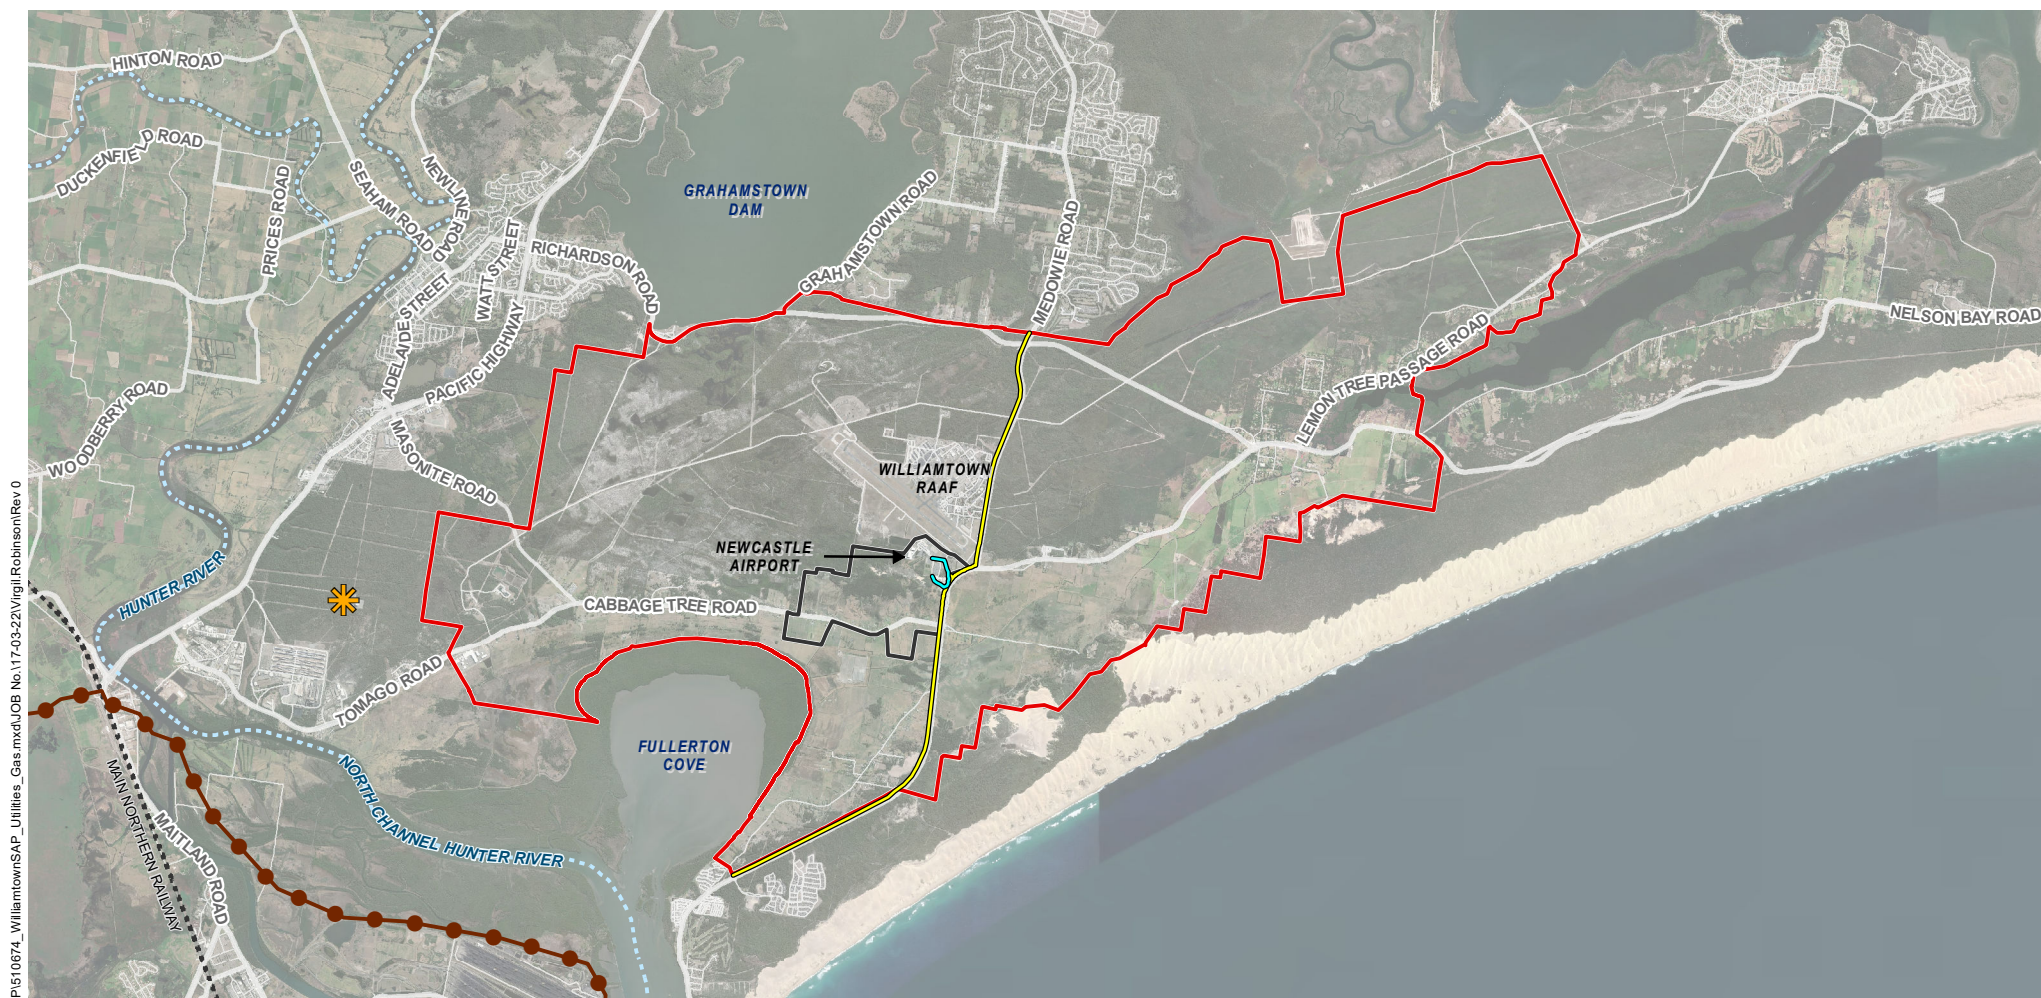 HINTON ROAD
DUCKENFIELD ROAD
PRICES ROAD
SEAHAM ROAD
NEWLINE ROAD
WATT STREET
RICHARDSON ROAD
ADELAIDE STREET
PACIFIC HIGHWAY
WOODBERRY ROAD
MASONITE ROAD
GRAHAMSTOWN
DAM
GRAHAMSTOWN ROAD
MEDOWIE ROAD
NELSON BAY ROAD
LEMON TREE PASSAGE ROAD
WILLIAMTOWN
RAAF
NEWCASTLE
AIRPORT
CABBAGE TREE ROAD
HUNTER RIVER
TOMAGO ROAD
FULLERTON
COVE
NORTH CHANNEL HUNTER RIVER
MAITLAND ROAD
MAIN NORTHERN RAILWAY
P\510674_WilliamtownSAP_Utilities_Gas.mxd\JOB No.\17-03-22\Virgil.Robinson\Rev 0